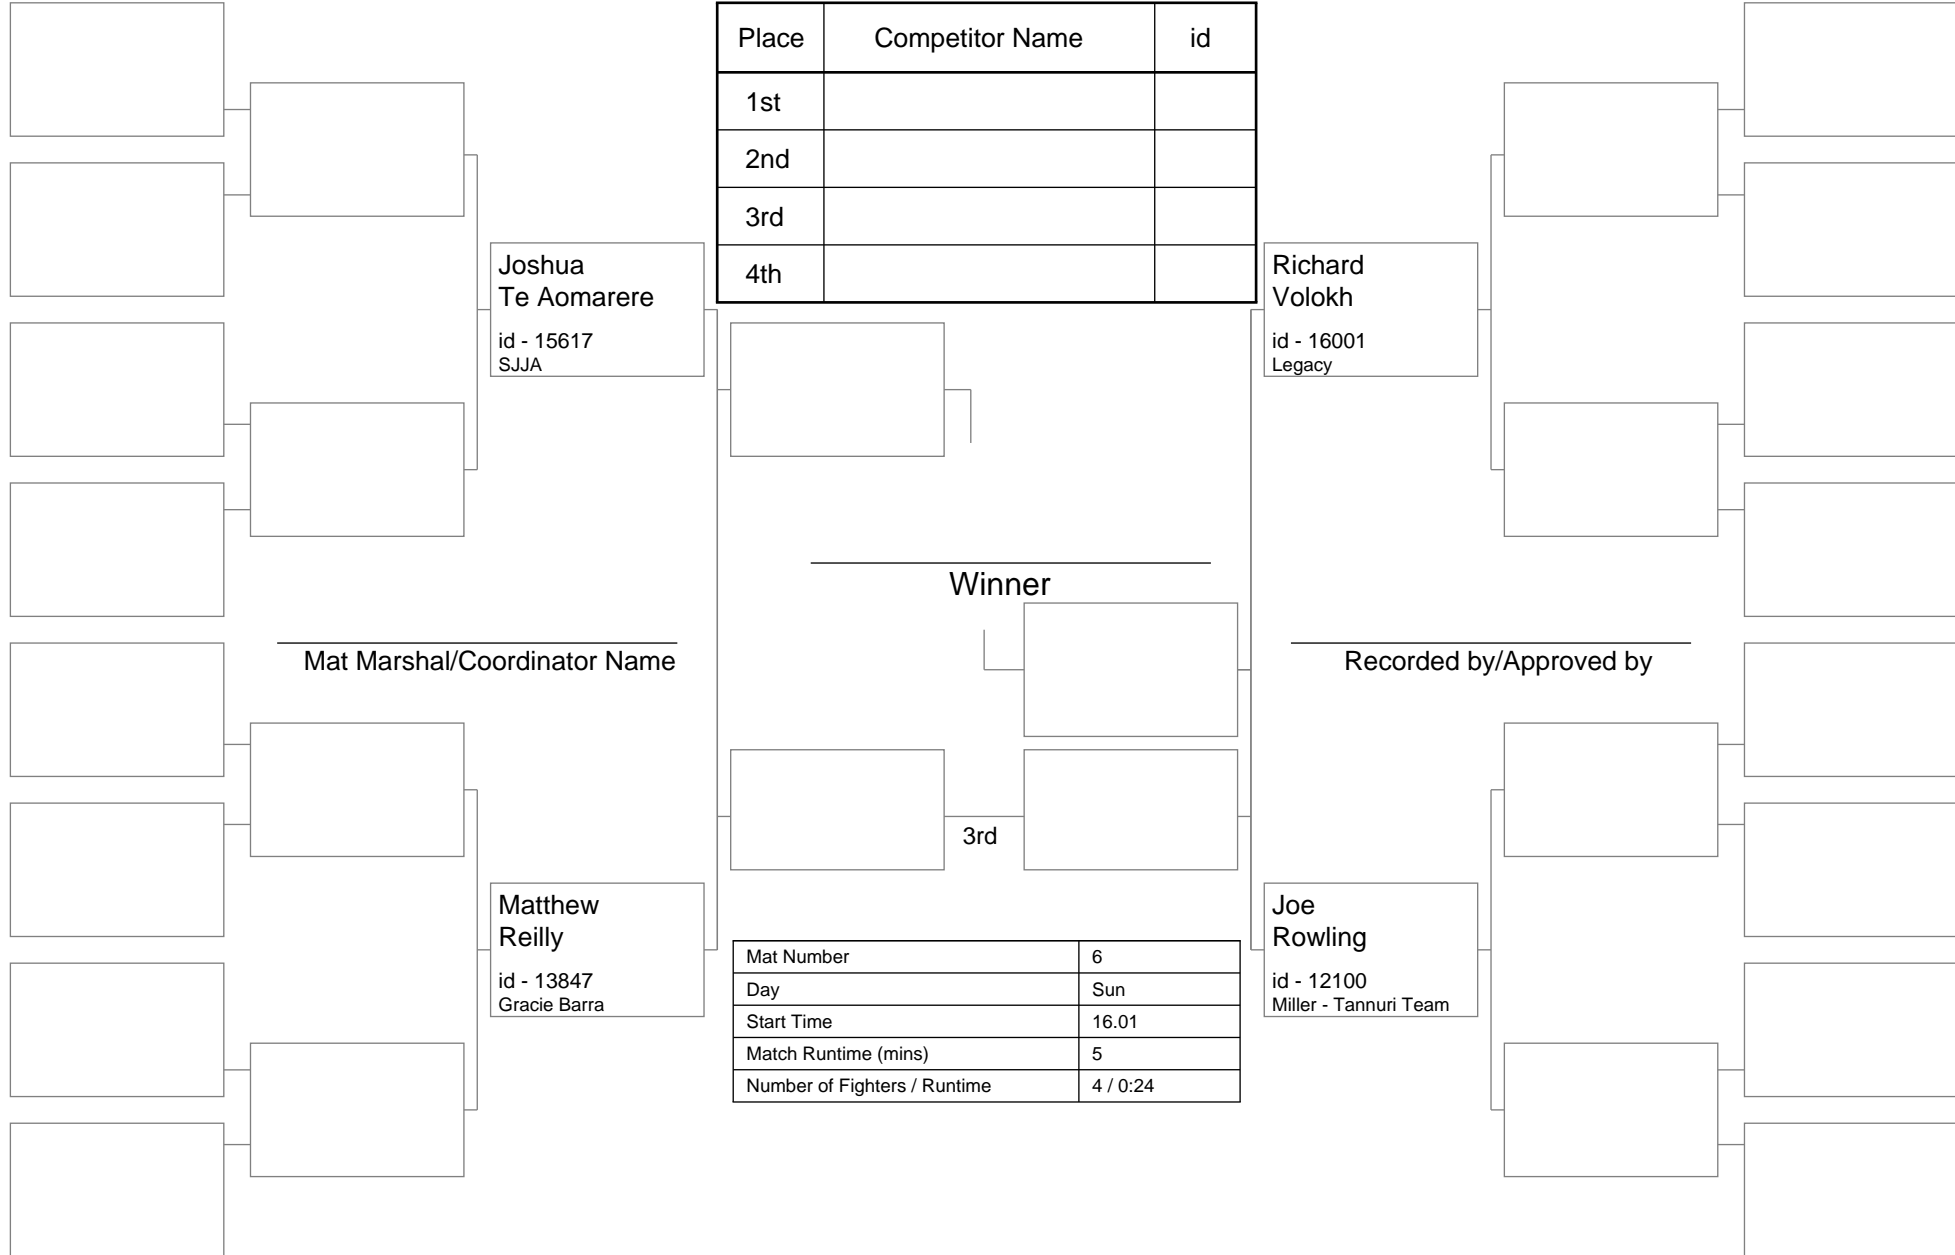 Place Competitor Name id
1st
2nd
3rd
4th
Joshua
Te Aomarere
id - 15617
SJJA
Richard
Volokh
id - 16001
Legacy
Winner
Mat Marshal/Coordinator Name
Recorded by/Approved by
3rd
Matthew
Reilly
id - 13847
Gracie Barra
Joe
Rowling
id - 12100
Miller - Tannuri Team
Mat Number 6
Day Sun
Start Time 16.01
Match Runtime (mins) 5
Number of Fighters / Runtime 4 / 0:24